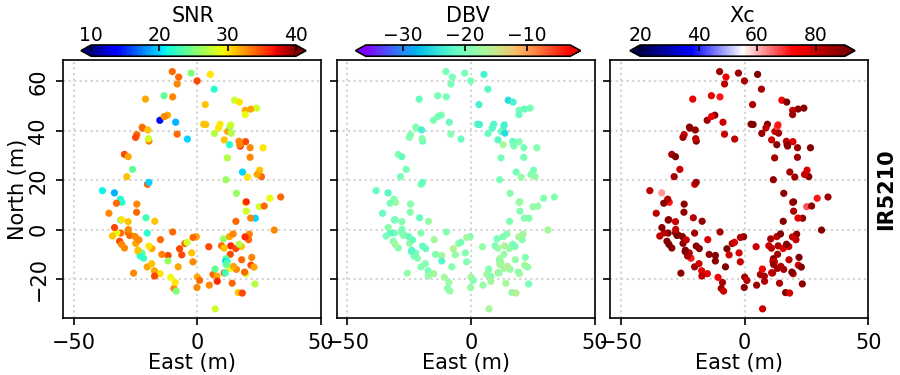 SNR DBV Xc
10 20 30 40 −30 −20 −10 20 40 60 80
60
40
20
0
−20
North (m)
IR5210
−50 0 50 −50 0 50 −50 0 50
East (m) East (m) East (m)